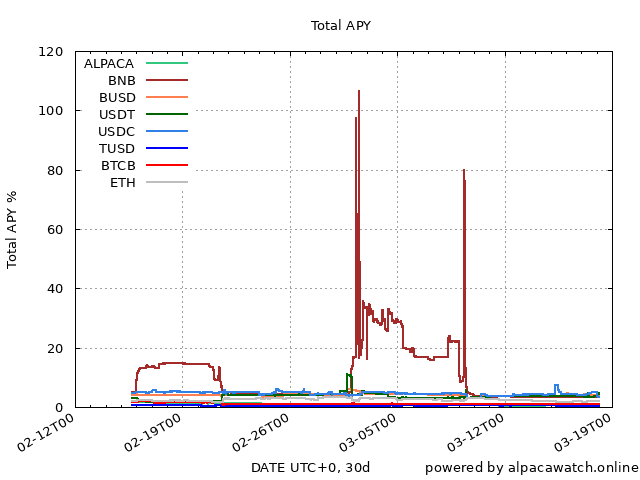 Total APY
120
100
80
60
40
20
0
Total APY %
ALPACA
BNB
BUSD
USDT
USDC
TUSD
BTCB
ETH
02-12T00
02-19T00
02-26T00
03-05T00
03-12T00
03-19T00
DATE UTC+0, 30d
powered by alpacawatch.online